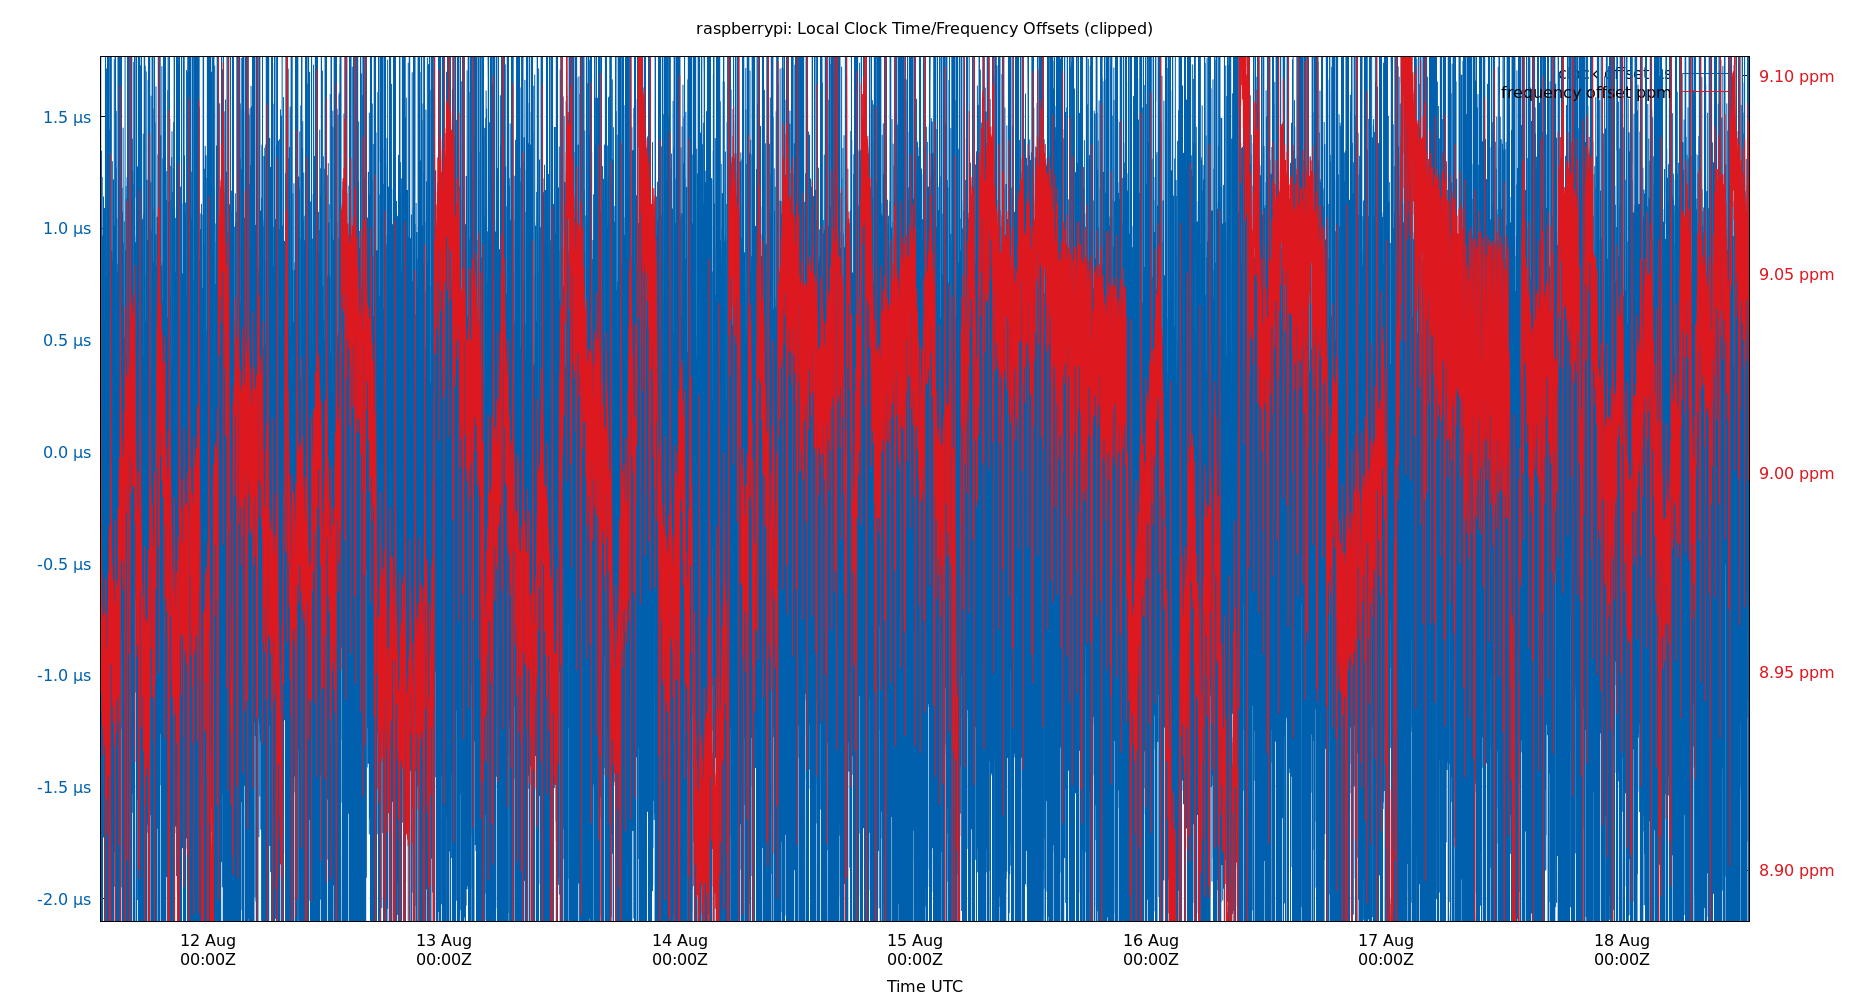 raspberrypi: Local Clock Time/Frequency Offsets (clipped)
clock offset µs
frequency offset ppm
1.5 µs
1.0 µs
0.5 µs
0.0 µs
-0.5 µs
-1.0 µs
-1.5 µs
-2.0 µs
9.10 ppm
9.05 ppm
9.00 ppm
8.95 ppm
8.90 ppm
12 Aug
00:00Z
13 Aug
00:00Z
14 Aug
00:00Z
15 Aug
00:00Z
16 Aug
00:00Z
17 Aug
00:00Z
18 Aug
00:00Z
Time UTC